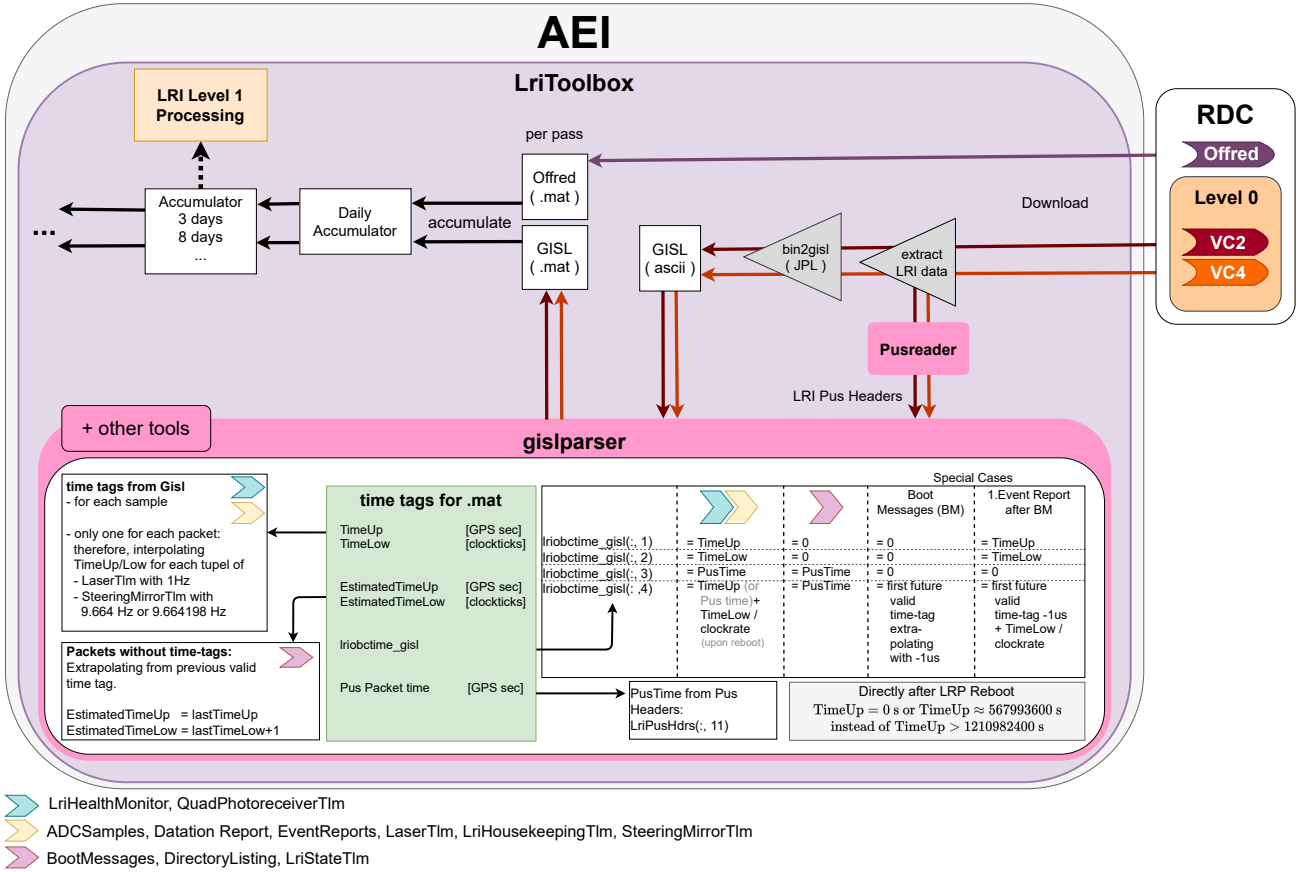 AEI
LriToolbox
LRI Level 1
Processing
per pass
RDC
Offred
Level 0
VC2
VC4
Download
Offred
( .mat )
Accumulator
3 days
8 days
...
Daily
Accumulator
accumulate
...
GISL
( .mat )
GISL
( ascii )
bin2gisl
( JPL )
extract
LRI data
Pusreader
LRI Pus Headers
+ other tools
gislparser
time tags from Gisl
- for each sample
- only one for each packet:
therefore, interpolating
TimeUp/Low for each tupel of
- LaserTlm with 1Hz
- SteeringMirrorTlm with
9.664 Hz or 9.664198 Hz
Packets without time-tags:
Extrapolating from previous valid
time tag.
EstimatedTimeUp = lastTimeUp
EstimatedTimeLow = lastTimeLow+1
time tags for .mat
TimeUp [GPS sec]
TimeLow [clockticks]
EstimatedTimeUp [GPS sec]
EstimatedTimeLow [clockticks]
lriobctime_gisl
Pus Packet time [GPS sec]
Special Cases
Boot
Messages (BM)
1.Event Report
after BM
lriobctime_gisl(:, 1) = TimeUp = 0 = 0 = TimeUp
lriobctime_gisl(:, 2) = TimeLow = 0 = 0 = TimeLow
lriobctime_gisl(:, 3) = PusTime = PusTime = 0 = 0
lriobctime_gisl(: ,4)
= TimeUp (or
Pus time)+
TimeLow /
clockrate
(upon reboot)
= PusTime
= first future
valid
time-tag
extra-
polating
with -1us
= first future
valid
time-tag -1us
+ TimeLow /
clockrate
PusTime from Pus
Headers:
LriPusHdrs(:, 11)
Directly after LRP Reboot
TimeUp = 0 s or TimeUp ≈ 567993600 s
instead of TimeUp > 1210982400 s
LriHealthMonitor, QuadPhotoreceiverTlm
ADCSamples, Datation Report, EventReports, LaserTlm, LriHousekeepingTlm, SteeringMirrorTlm
BootMessages, DirectoryListing, LriStateTlm